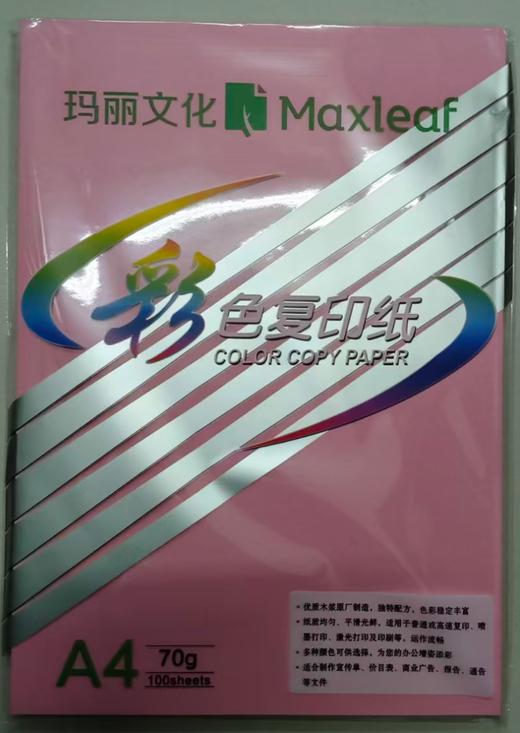 玛丽文化 Maxleaf
彩色复印纸
COLOR COPY PAPER
• 优质木浆原厂制造，独特配方，色彩稳定丰富
• 纸质均匀、平滑光鲜，适用于普通或高速复印、喷
墨打印、激光打印及印刷等，运作流畅
• 多种颜色可供选择，为您的办公增姿添彩
• 适合制作宣传单、价目表、商业广告、报告、通告
等文件
A4 70g
100sheets